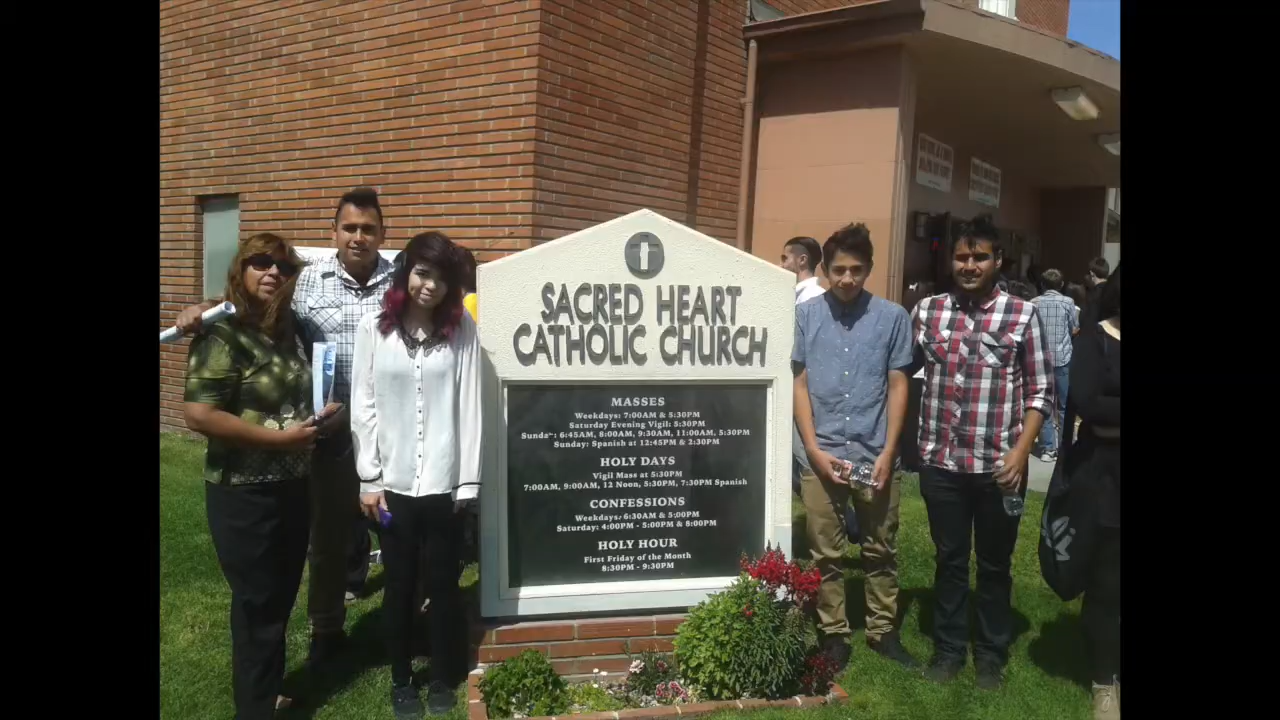 SACRED HEART
CATHOLIC CHURCH
MASSES
Weekdays: 7:00AM & 5:30PM
Saturday Evening Vigil: 5:30PM
Sunday: 6:45AM, 8:00AM, 9:30AM, 11:00AM, 5:30PM
Sunday: Spanish at 12:45PM & 2:30PM
HOLY DAYS
Vigil Mass at 5:30PM
7:00AM, 9:00AM, 12 Noon, 5:30PM, 7:30PM Spanish
CONFESSIONS
Weekdays: 6:30AM & 5:00PM
Saturday: 4:00PM - 5:00PM & 8:00PM
HOLY HOUR
First Friday of the Month
8:30PM - 9:30PM